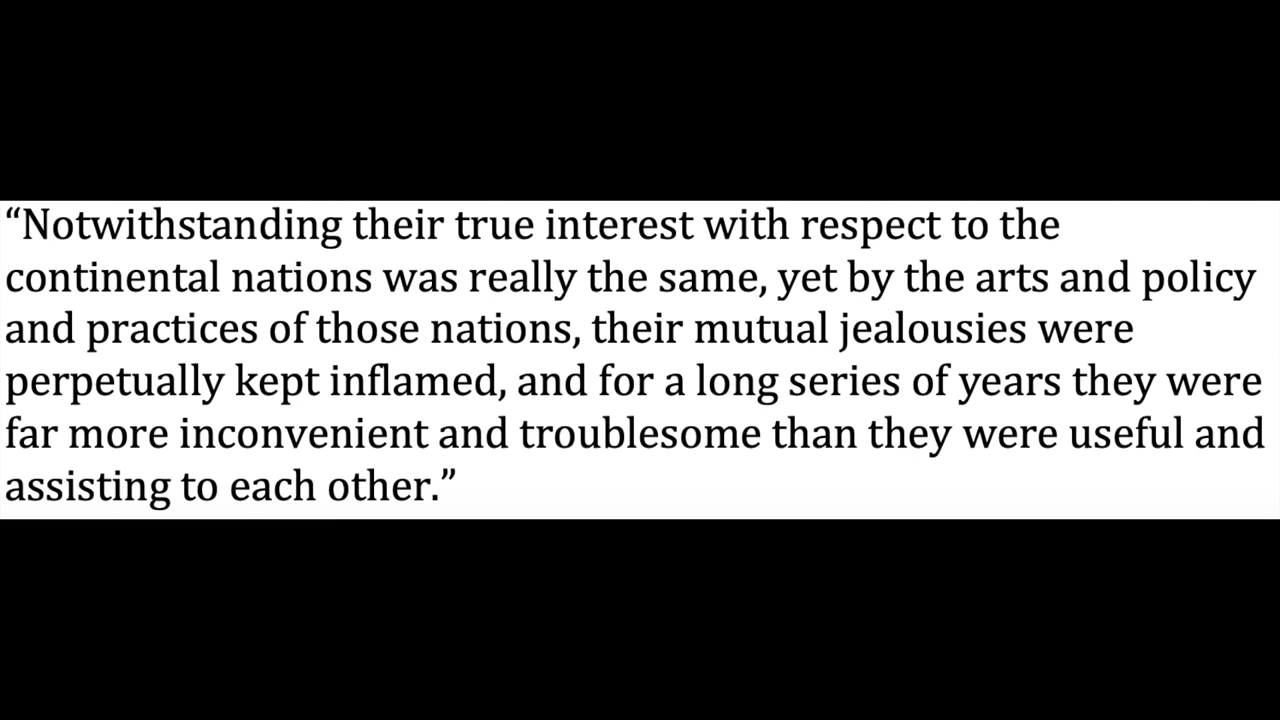 “Notwithstanding their true interest with respect to the
continental nations was really the same, yet by the arts and policy
and practices of those nations, their mutual jealousies were
perpetually kept inflamed, and for a long series of years they were
far more inconvenient and troublesome than they were useful and
assisting to each other.”